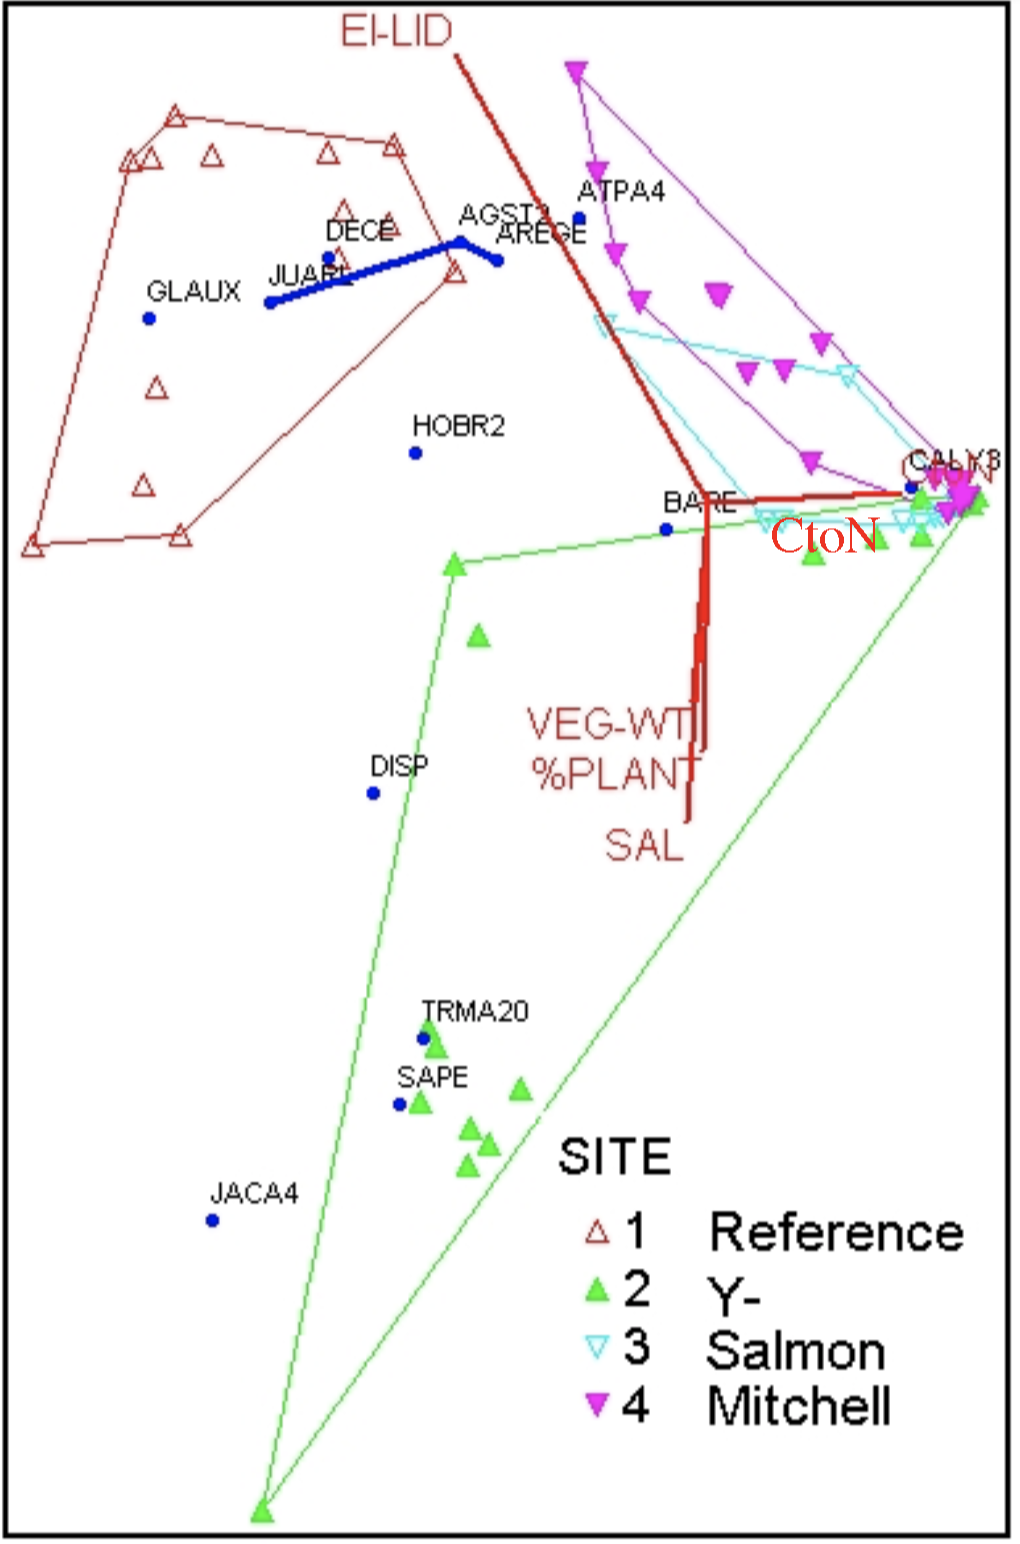 EI-LID
ATPA4
AGST2
AREGE
DECE
JUARL
GLAUX
HOBR2
CALY3
BARE
CtoN
VEG-WT
%PLANT
DISP
SAL
TRMA20
SAPE
SITE
JACA4
1 Reference
2 Y-
3 Salmon
4 Mitchell